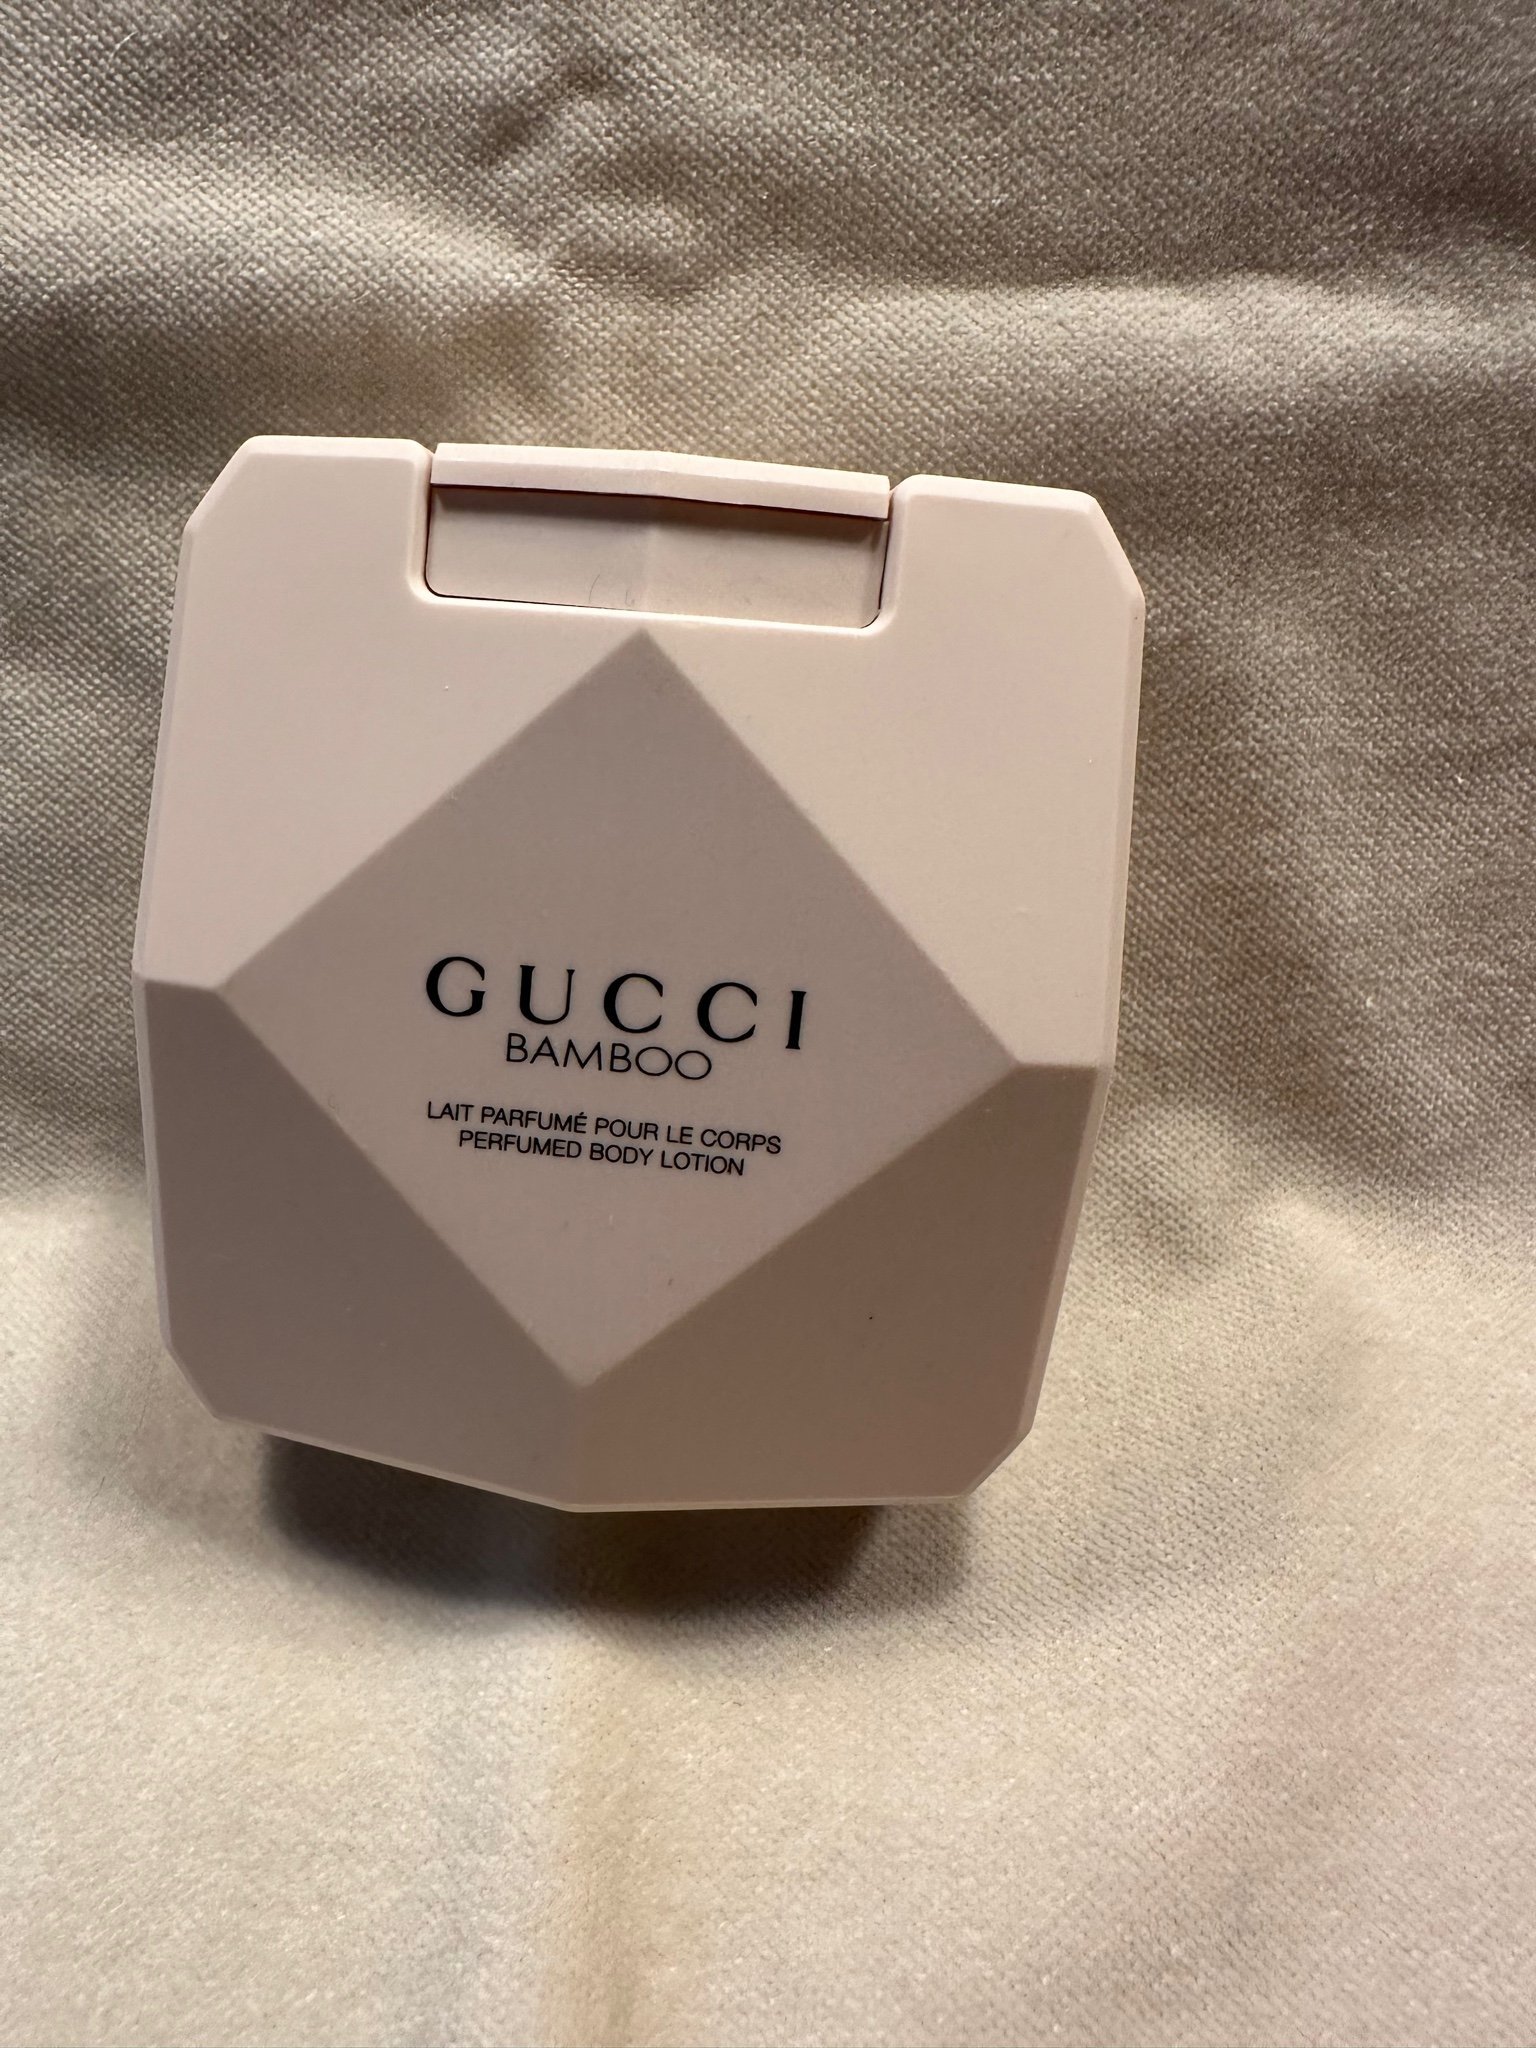 GUCCI
BAMBOO
LAIT PARFUMÉ POUR LE CORPS
PERFUMED BODY LOTION